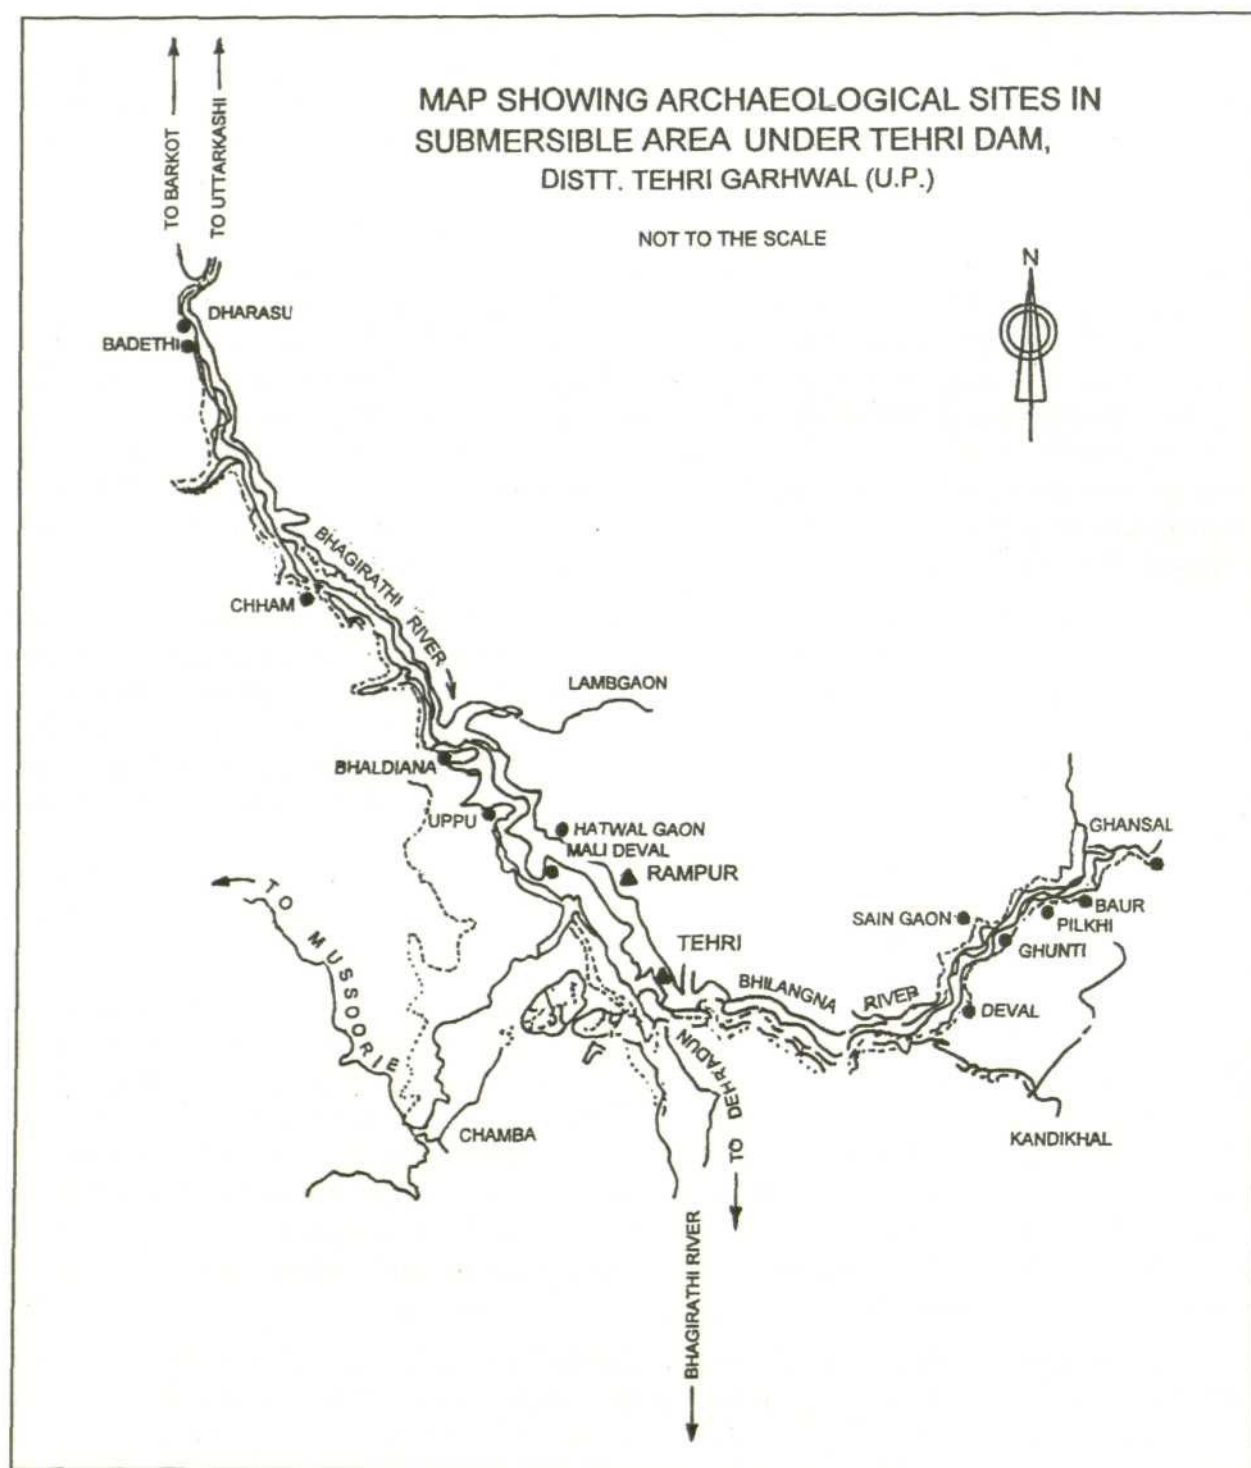 MAP SHOWING ARCHAEOLOGICAL SITES IN
SUBMERSIBLE AREA UNDER TEHRI DAM,
DISTT. TEHRI GARHWAL (U.P.)
NOT TO THE SCALE
N
TO BARKOT
TO UTTARKASHI
DHARASU
BADETHI
BHAGIRATHI RIVER
CHHAM
LAMBGAON
BHALDIANA
UPPU
HATWAL GAON
MALI DEVAL
RAMPUR
GHANSAL
BAUR
PILKHI
SAIN GAON
GHUNTI
TO MUSSOORIE
TEHRI
BHILANGNA RIVER
DEVAL
TO DEHRADUN
CHAMBA
KANDIKHAL
BHAGIRATHI RIVER